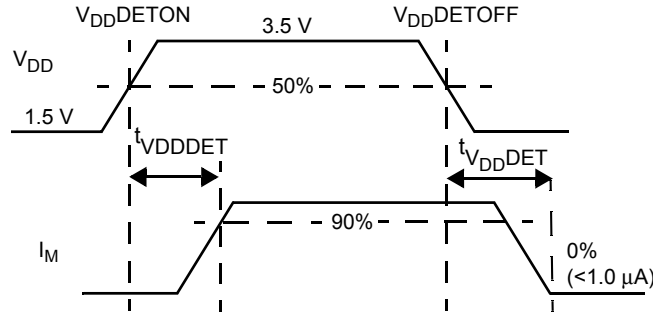 VDDDETON
VDDDETOFF
3.5 V
VDD
50%
1.5 V
tVDDDET
tVDDDET
90%
IM
0%
(<1.0 μA)